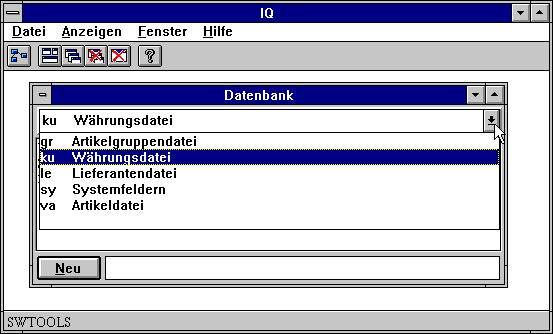 IQ
Datei Anzeigen Fenster Hilfe
?
Datenbank
ku Währungsdatei
gr Artikelgruppendatei
ku Währungsdatei
le Lieferantendatei
sy Systemfeldern
va Artikeldatei
Neu
SWTOOLS